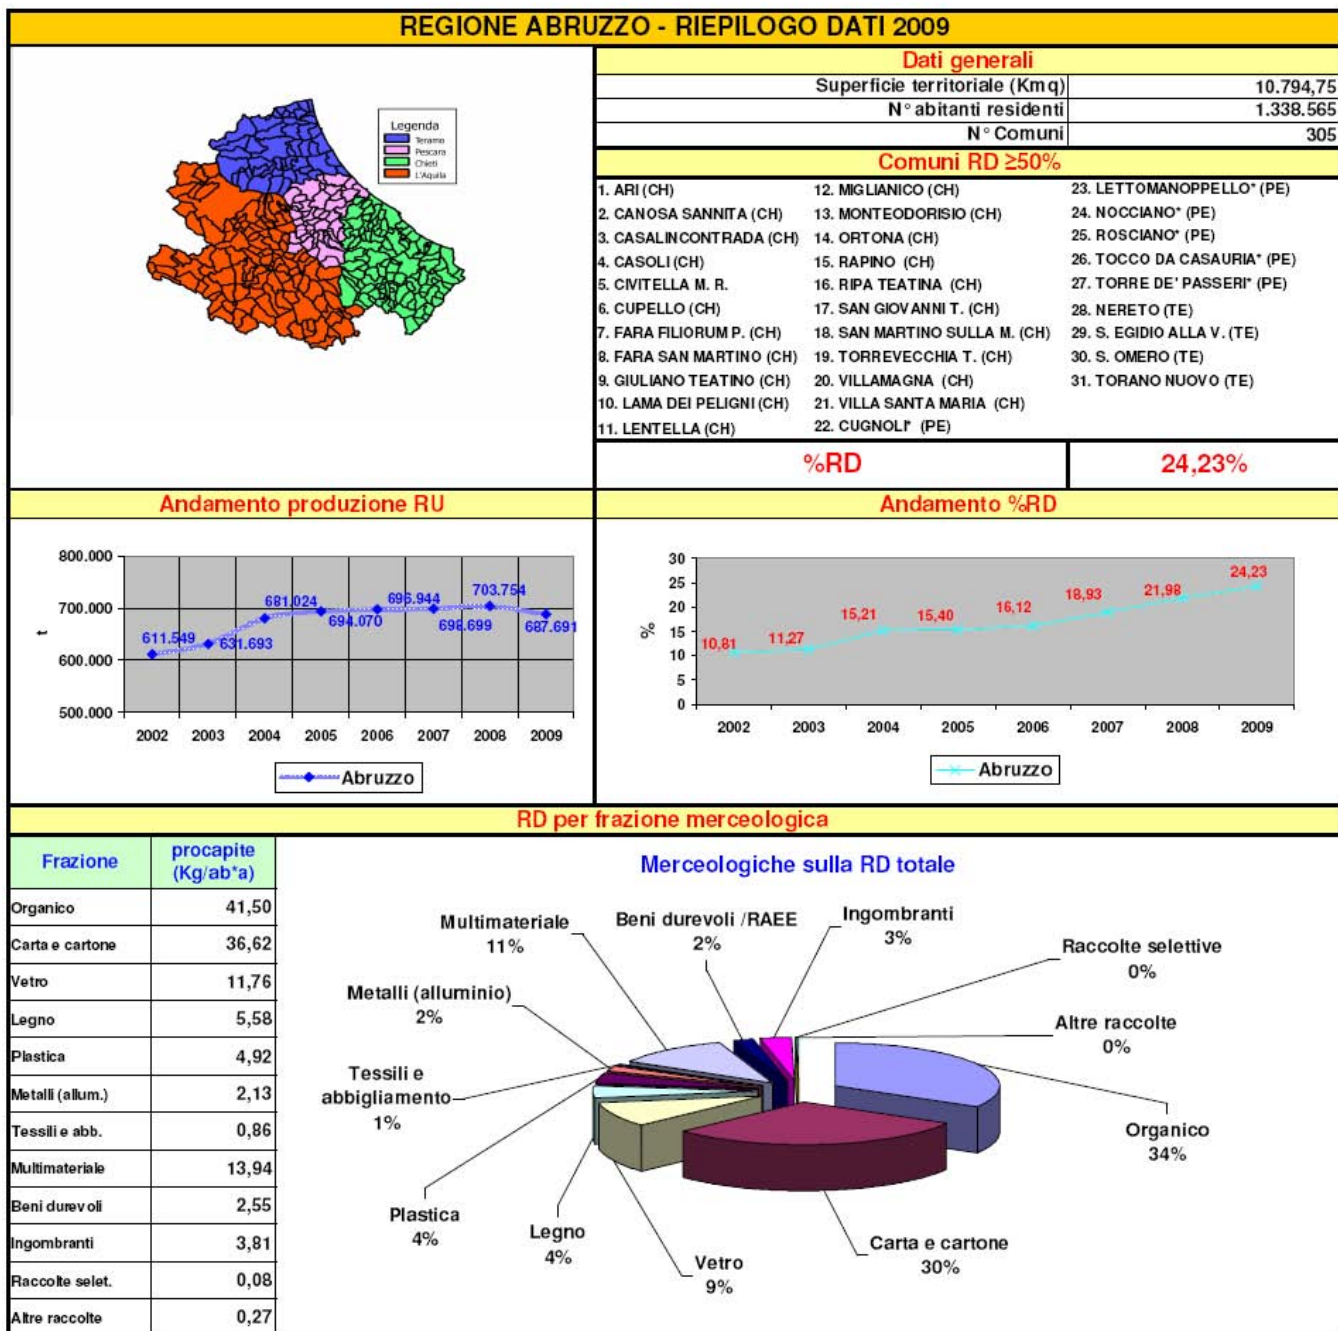 REGIONE ABRUZZO - RIEPILOGO DATI 2009
Legenda
Teramo
Pescara
Chieti
L'Aquila
Dati generali
Superficie territoriale (Kmq) 10.794,75
N° abitanti residenti 1.338.565
N° Comuni 305
Comuni RD ≥50%
1. ARI (CH)
2. CANOSA SANNITA (CH)
3. CASALINCONTRADA (CH)
4. CASOLI (CH)
5. CIVITELLA M. R.
6. CUPELLO (CH)
7. FARA FILIORUM P. (CH)
8. FARA SAN MARTINO (CH)
9. GIULIANO TEATINO (CH)
10. LAMA DEI PELIGNI (CH)
11. LENTELLA (CH)
12. MIGLIANICO (CH)
13. MONTEODORISIO (CH)
14. ORTONA (CH)
15. RAPINO (CH)
16. RIPA TEATINA (CH)
17. SAN GIOVANNI T. (CH)
18. SAN MARTINO SULLA M. (CH)
19. TORREVECCHIA T. (CH)
20. VILLAMAGNA (CH)
21. VILLA SANTA MARIA (CH)
22. CUGNOLI* (PE)
23. LETTOMANOPPELLO* (PE)
24. NOCCIANO* (PE)
25. ROSCIANO* (PE)
26. TOCCO DA CASAURIA* (PE)
27. TORRE DE' PASSERI* (PE)
28. NERETO (TE)
29. S. EGIDIO ALLA V. (TE)
30. S. OMERO (TE)
31. TORANO NUOVO (TE)
%RD 24,23%
Andamento produzione RU
t
800.000
700.000
600.000
500.000
611.549
631.693
681.024
694.070
696.944
698.699
703.754
687.691
2002 2003 2004 2005 2006 2007 2008 2009
Abruzzo
Andamento %RD
%
30
25
20
15
10
5
0
10,81
11,27
15,21
15,40
16,12
18,93
21,98
24,23
2002 2003 2004 2005 2006 2007 2008 2009
Abruzzo
RD per frazione merceologica
Frazione procapite
(Kg/ab*a)
Organico 41,50
Carta e cartone 36,62
Vetro 11,76
Legno 5,58
Plastica 4,92
Metalli (allum.) 2,13
Tessili e abb. 0,86
Multimateriale 13,94
Beni durevoli 2,55
Ingombranti 3,81
Raccolte selet. 0,08
Altre raccolte 0,27
Merceologiche sulla RD totale
Multimateriale
11%
Beni durevoli /RAEE
2%
Ingombranti
3%
Raccolte selettive
0%
Altre raccolte
0%
Metalli (alluminio)
2%
Tessili e
abbigliamento
1%
Plastica
4%
Legno
4%
Vetro
9%
Carta e cartone
30%
Organico
34%